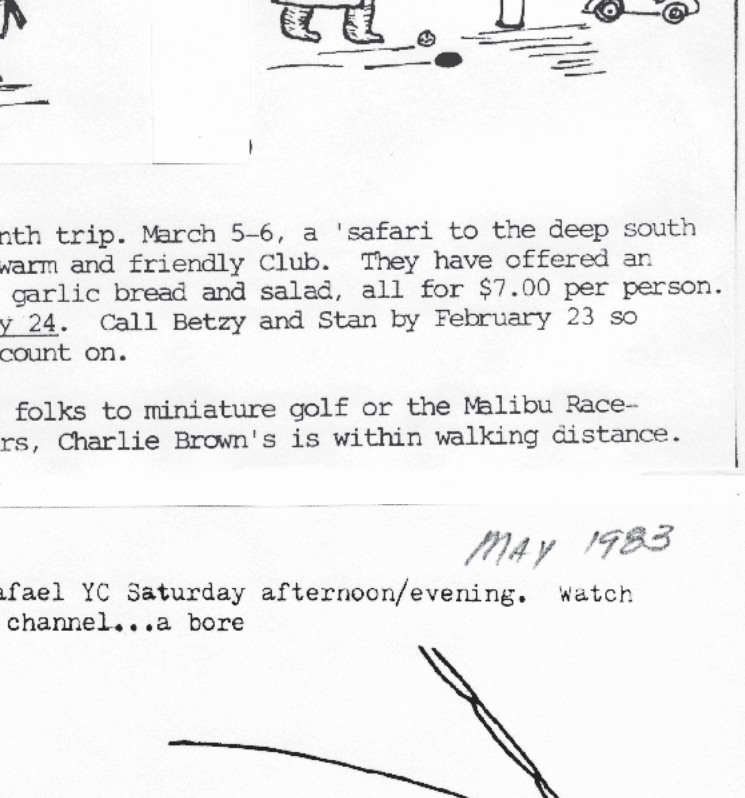 nth trip. March 5-6, a 'safari to the deep south
warm and friendly Club. They have offered an
garlic bread and salad, all for $7.00 per person.
y 24. Call Betzy and Stan by February 23 so
count on.
folks to miniature golf or the Malibu Race-
rs, Charlie Brown's is within walking distance.
MAY 1983
afael YC Saturday afternoon/evening. Watch
channel...a bore